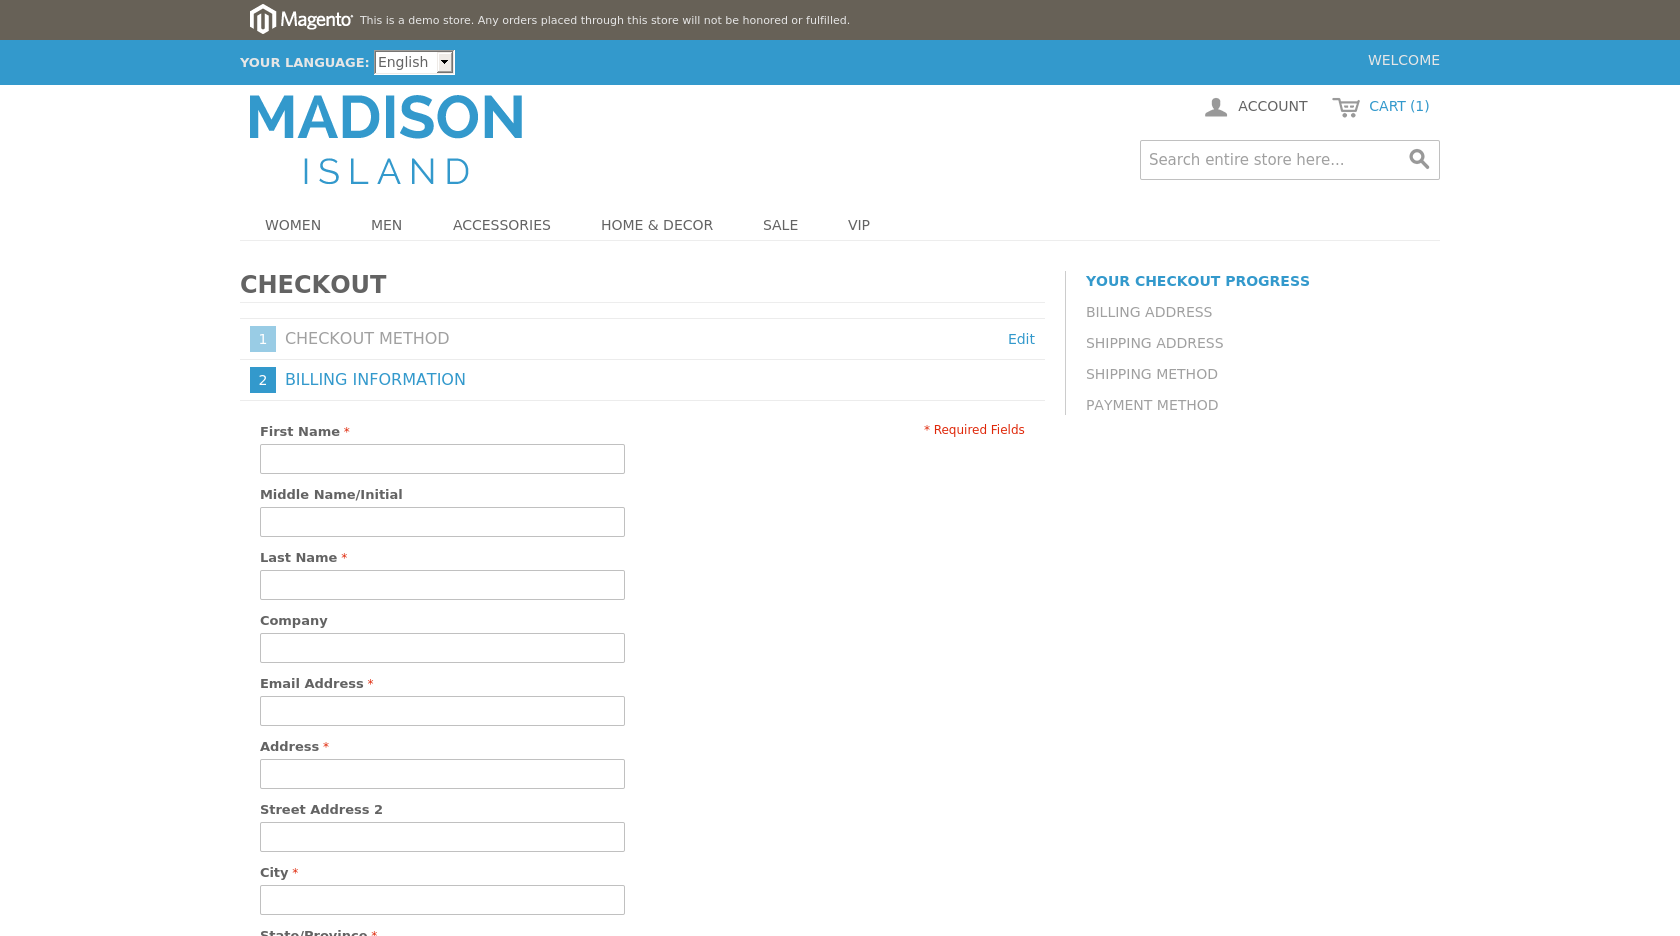 Magento This is a demo store. Any orders placed through this store will not be honored or fulfilled.
YOUR LANGUAGE: English
WELCOME
MADISON
ISLAND
ACCOUNT
CART (1)
Search entire store here...
WOMEN MEN ACCESSORIES HOME & DECOR SALE VIP
CHECKOUT
1 CHECKOUT METHOD Edit
2 BILLING INFORMATION
* Required Fields
First Name *
Middle Name/Initial
Last Name *
Company
Email Address *
Address *
Street Address 2
City *
State/Province *
YOUR CHECKOUT PROGRESS
BILLING ADDRESS
SHIPPING ADDRESS
SHIPPING METHOD
PAYMENT METHOD